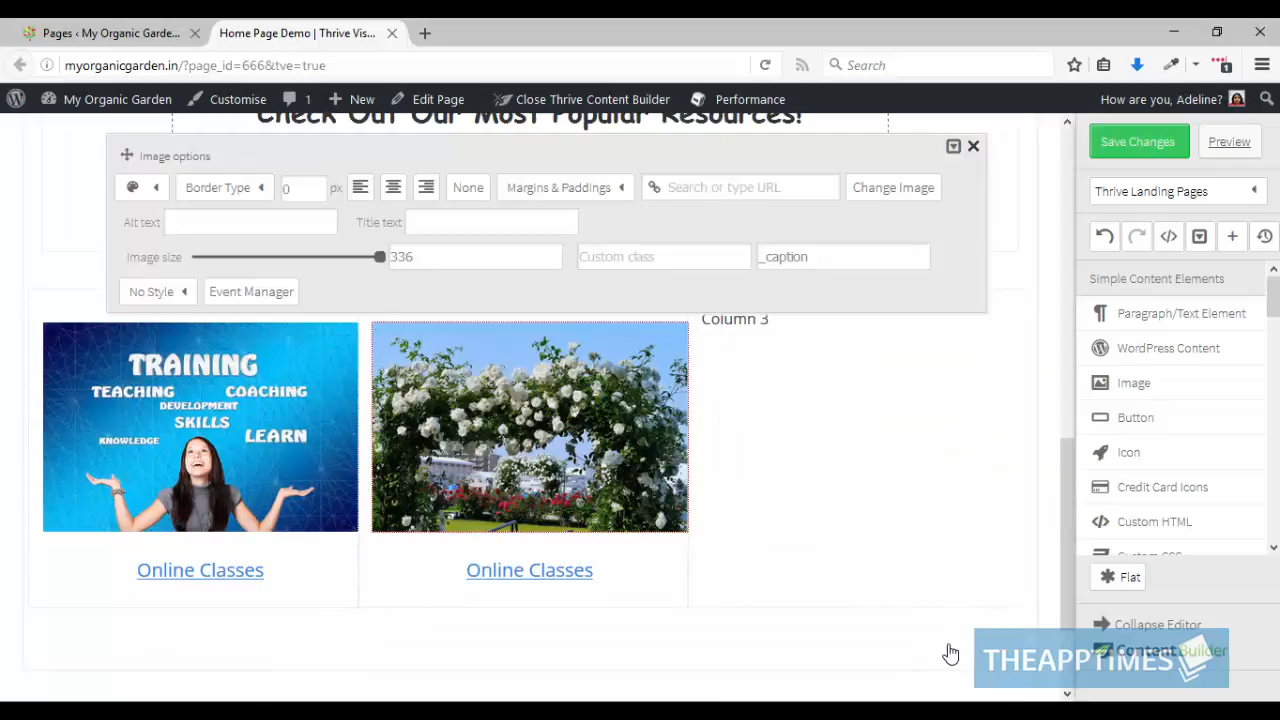 Pages ‹ My Organic Garde...
Home Page Demo | Thrive Vis...
myorganicgarden.in/?page_id=666&tve=true
Search
My Organic Garden
Customise
1
New
Edit Page
Close Thrive Content Builder
Performance
How are you, Adeline?
Check Out Our Most Popular Resources!
Image options
Border Type
0
px
None
Margins & Paddings
Search or type URL
Change Image
Alt text
Title text
Image size
336
Custom class
_caption
No Style
Event Manager
Save Changes
Preview
Thrive Landing Pages
Simple Content Elements
Paragraph/Text Element
WordPress Content
Image
Button
Icon
Credit Card Icons
Custom HTML
Custom CSS
Flat
Collapse Editor
Content Builder
Column 3
TRAINING
TEACHING COACHING
DEVELOPMENT
SKILLS
KNOWLEDGE LEARN
Online Classes
Online Classes
THEAPPTIMES